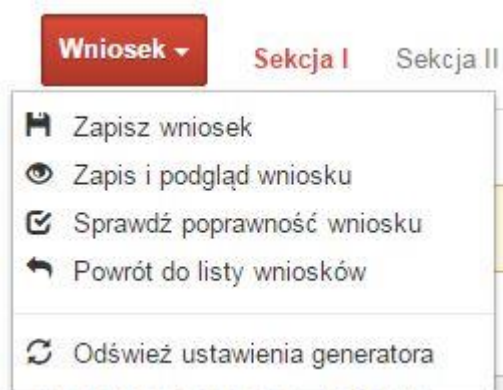 Wniosek Sekcja I Sekcja II
Zapisz wniosek
Zapis i podgląd wniosku
Sprawdź poprawność wniosku
Powrót do listy wniosków
Odśwież ustawienia generatora